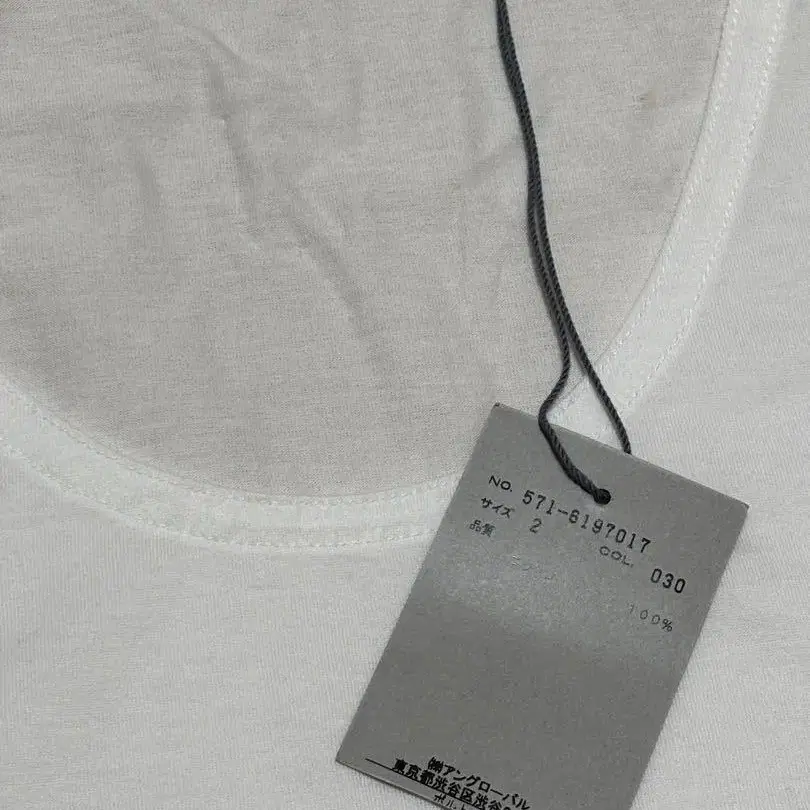 NO. 571-6197017
サイズ 2 COL. 030
品質
100%
㈱アングローバル
東京都渋谷区渋谷